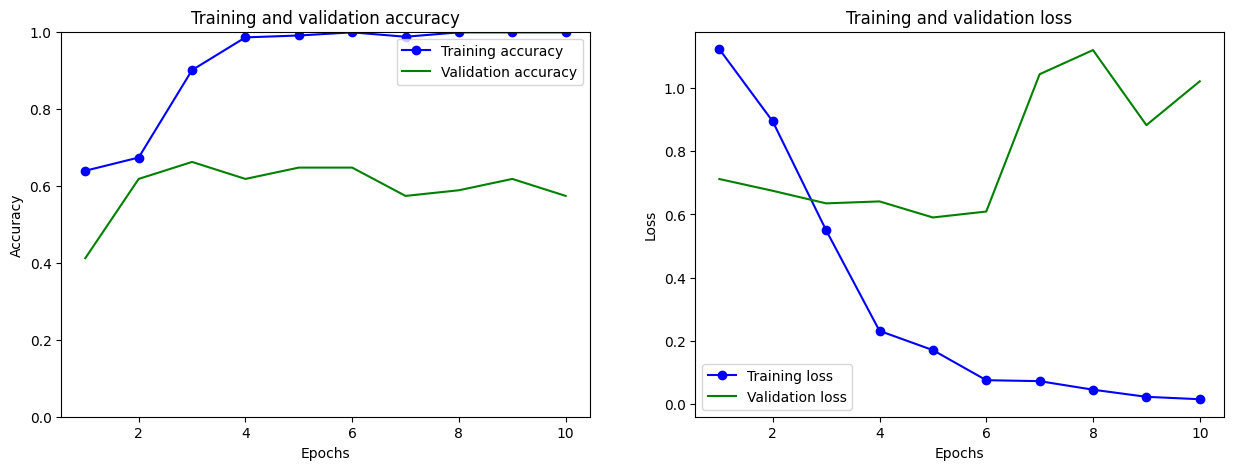 Training and validation accuracy
1.0
0.8
0.6
0.4
0.2
0.0
Accuracy
Training accuracy
Validation accuracy
2
4
6
8
10
Epochs
Training and validation loss
1.0
0.8
0.6
0.4
0.2
0.0
Loss
Training loss
Validation loss
2
4
6
8
10
Epochs